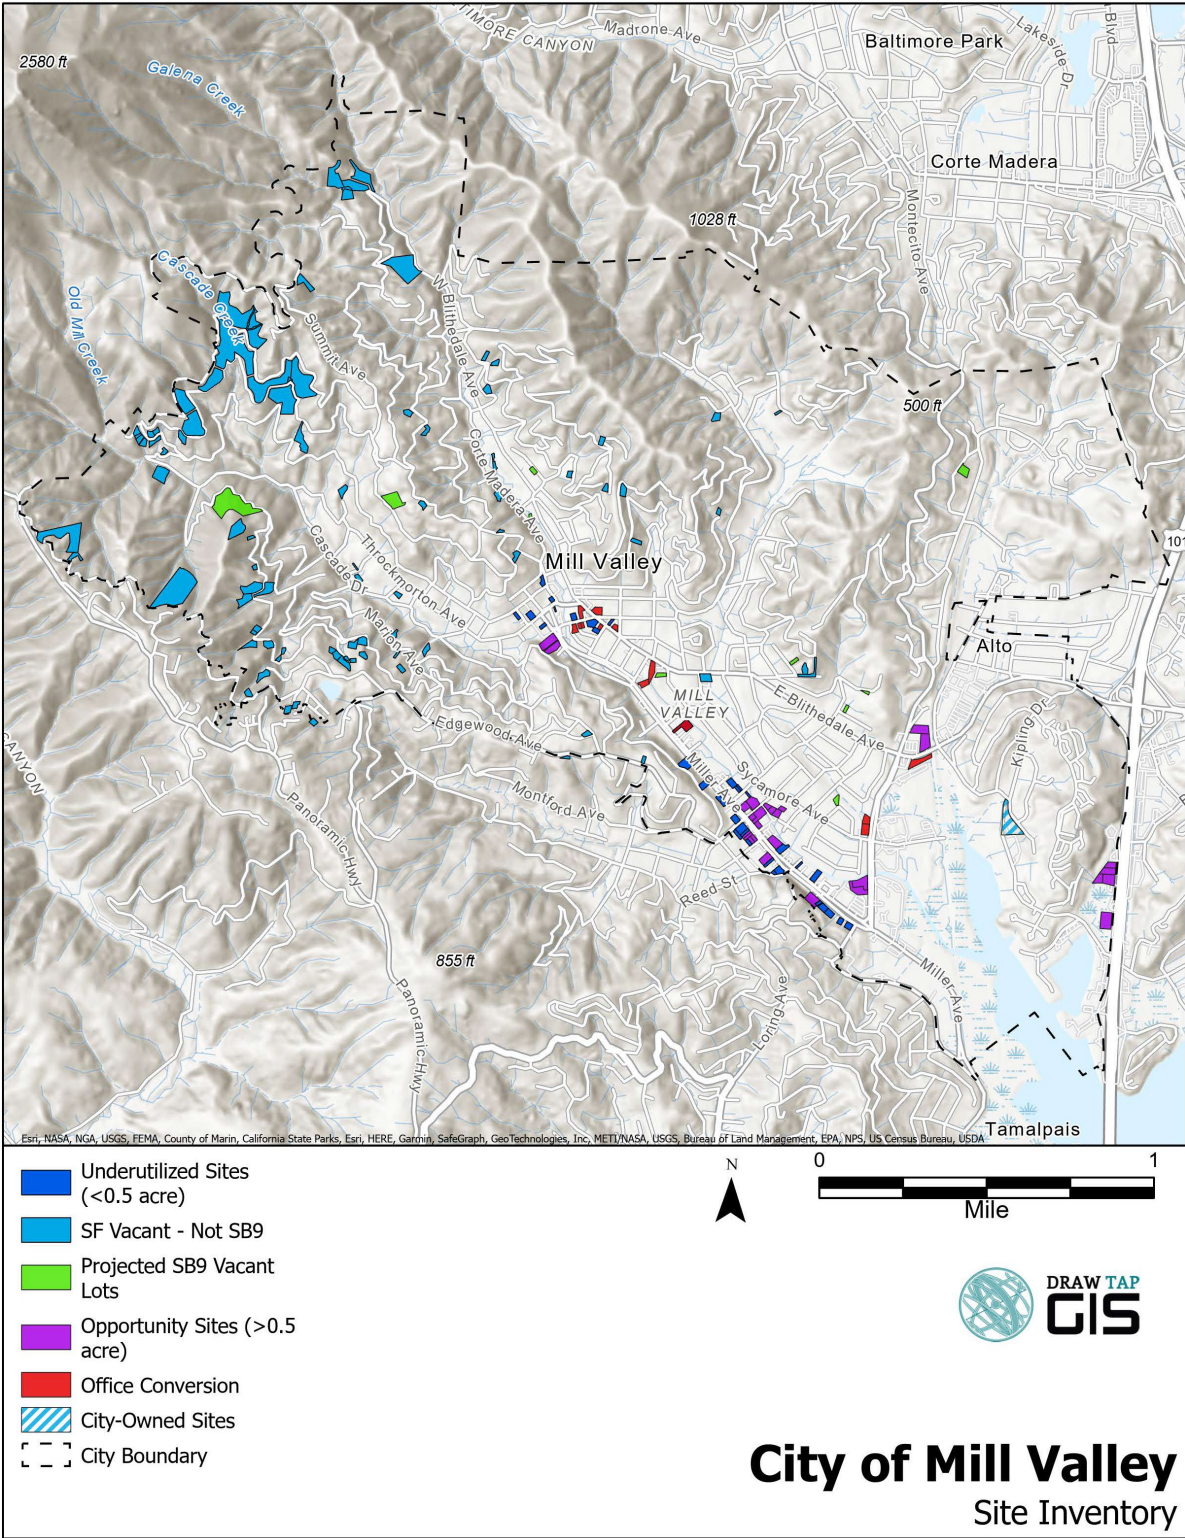 TIMORE CANYON
Madrone Ave
Baltimore Park
Lakeside Dr
Blvd
2580 ft
Galena Creek
Corte Madera
Montecito Ave
1028 ft
Cascade Creek
Old Mill Creek
W Blithedale Ave
Summit Ave
500 ft
Corte Madera Ave
101
Cascade Dr
Throckmorton Ave
Mill Valley
Marion Ave
Alto
MILL
VALLEY
E Blithedale Ave
Kipling Dr
Edgewood Ave
CANYON
Panoramic Hwy
Montford Ave
Miller Ave
Sycamore Ave
Reed St
855 ft
Panoramic Hwy
Loring Ave
Miller Ave
Tamalpais
Esri, NASA, NGA, USGS, FEMA, County of Marin, California State Parks, Esri, HERE, Garmin, SafeGraph, GeoTechnologies, Inc, METI/NASA, USGS, Bureau of Land Management, EPA, NPS, US Census Bureau, USDA
Underutilized Sites
(<0.5 acre)
SF Vacant - Not SB9
Projected SB9 Vacant
Lots
Opportunity Sites (>0.5
acre)
Office Conversion
City-Owned Sites
City Boundary
N
0 1
Mile
DRAW TAP
GIS
City of Mill Valley
Site Inventory